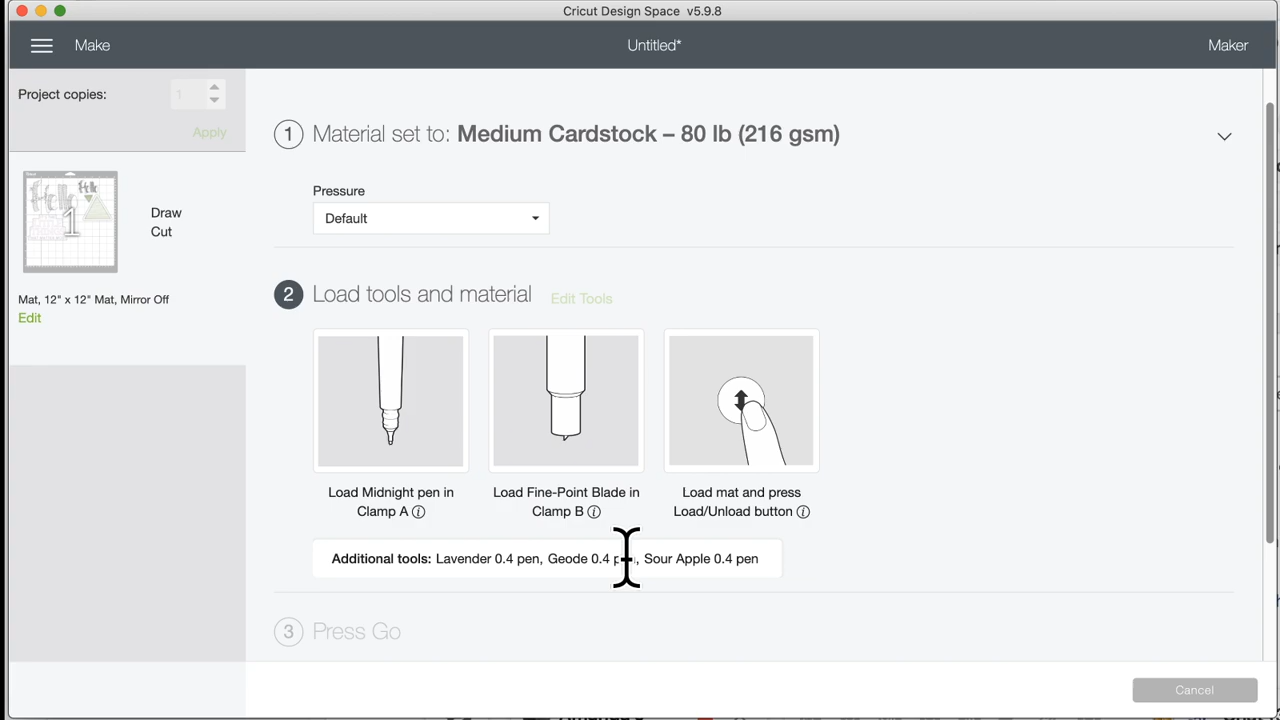 Cricut Design Space v5.9.8
Make
Untitled*
Maker
Project copies:
1
Apply
Draw
Cut
Mat, 12" x 12" Mat, Mirror Off
Edit
1 Material set to: Medium Cardstock – 80 lb (216 gsm)
Pressure
Default
2 Load tools and material
Edit Tools
Load Midnight pen in
Clamp A
Load Fine-Point Blade in
Clamp B
Load mat and press
Load/Unload button
Additional tools: Lavender 0.4 pen, Geode 0.4 pen, Sour Apple 0.4 pen
3 Press Go
Cancel